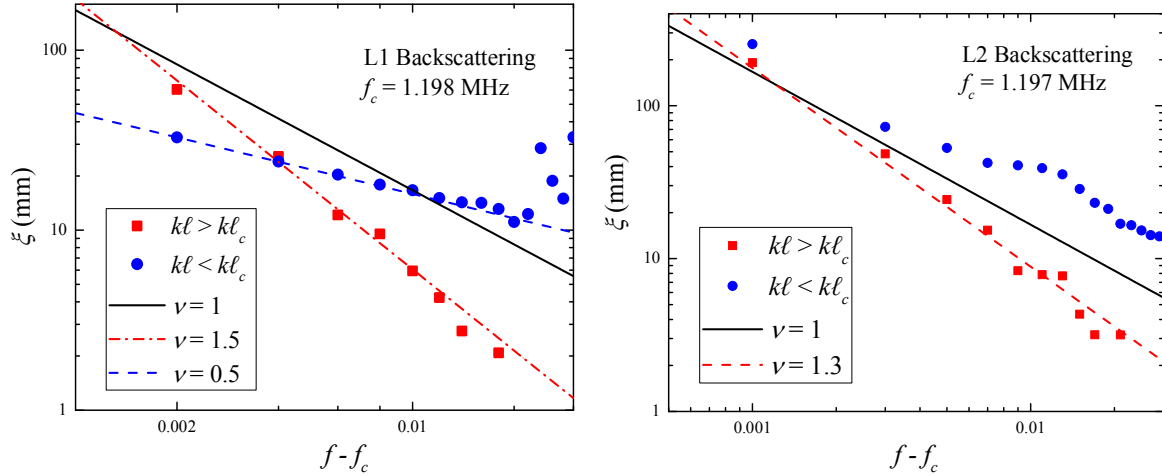 100
10
1
ξ (mm)
L1 Backscattering
f_c = 1.198 MHz
kℓ > kℓ_c
kℓ < kℓ_c
ν = 1
ν = 1.5
ν = 0.5
0.002
0.01
f - f_c
100
10
1
ξ (mm)
L2 Backscattering
f_c = 1.197 MHz
kℓ > kℓ_c
kℓ < kℓ_c
ν = 1
ν = 1.3
0.001
0.01
f - f_c